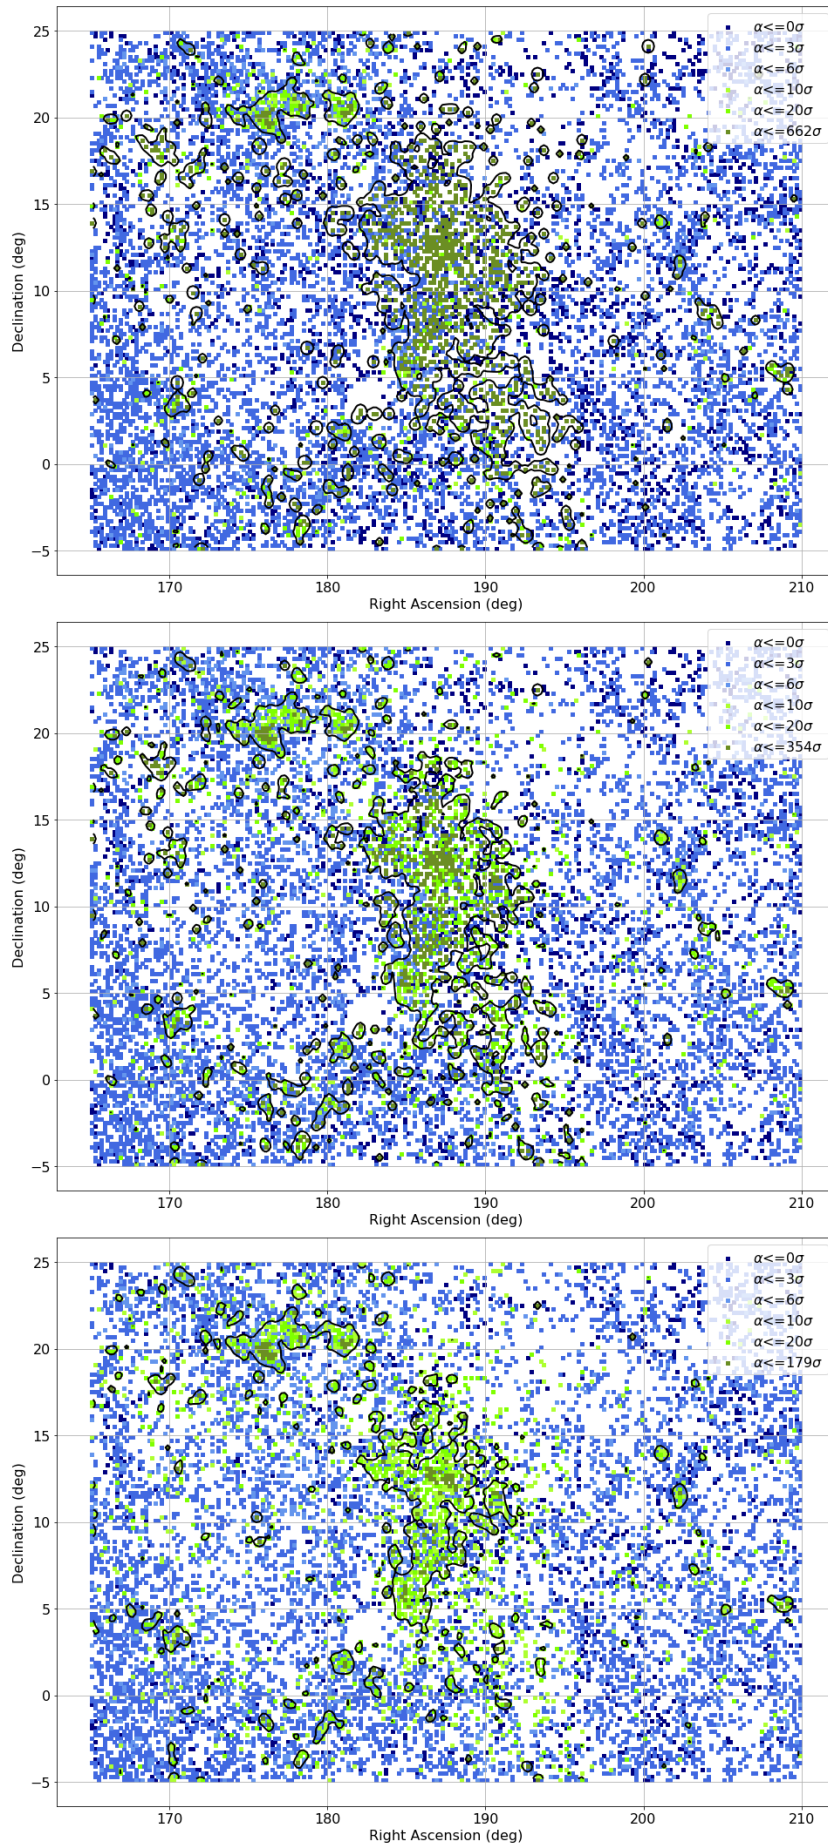 25
20
15
10
5
0
−5
Declination (deg)
α<=0σ
α<=3σ
α<=6σ
α<=10σ
α<=20σ
α<=662σ
170
180
190
200
210
Right Ascension (deg)
25
20
15
10
5
0
−5
Declination (deg)
α<=0σ
α<=3σ
α<=6σ
α<=10σ
α<=20σ
α<=354σ
170
180
190
200
210
Right Ascension (deg)
25
20
15
10
5
0
−5
Declination (deg)
α<=0σ
α<=3σ
α<=6σ
α<=10σ
α<=20σ
α<=179σ
170
180
190
200
210
Right Ascension (deg)